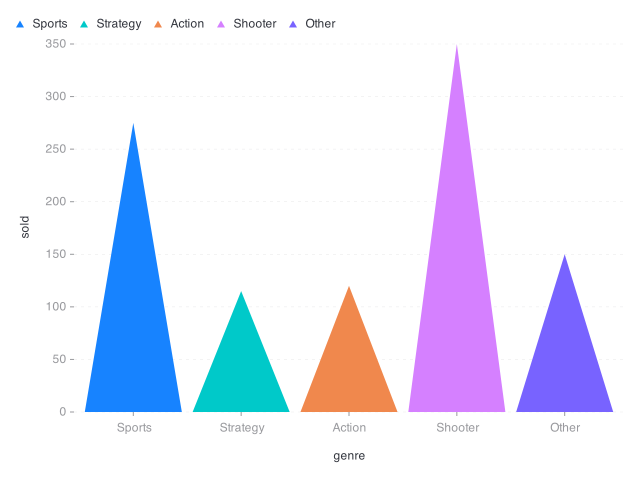 Sports Strategy Action Shooter Other
350
300
250
200
150
100
50
0
sold
Sports Strategy Action Shooter Other
genre